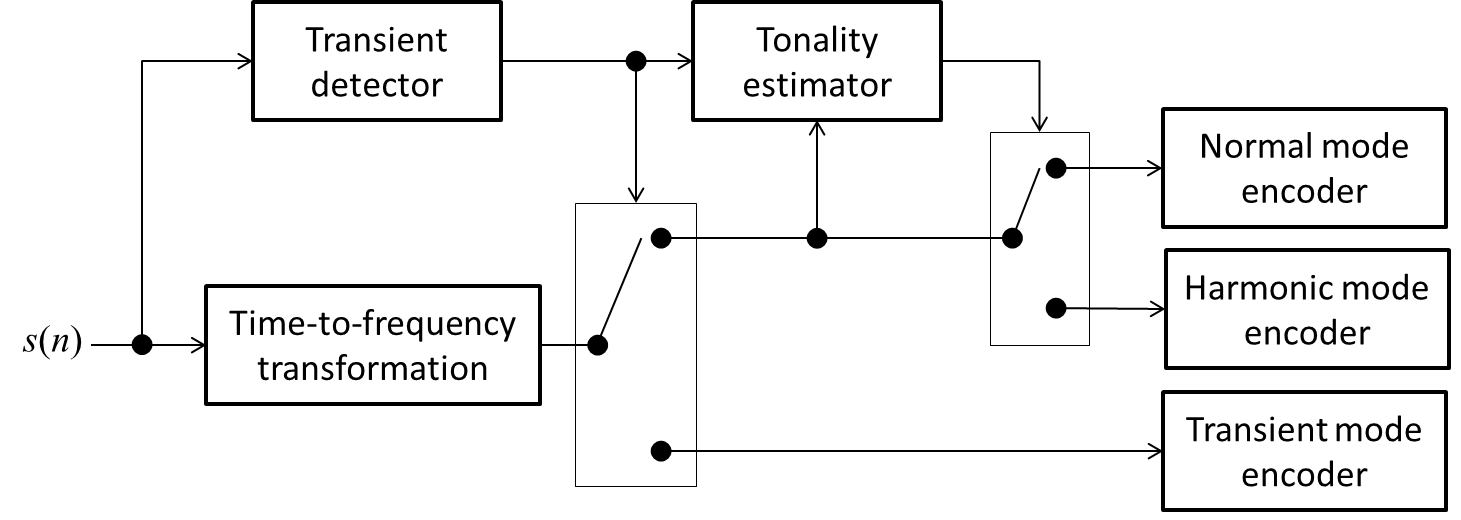 Transient
detector
Tonality
estimator
Normal mode
encoder
Harmonic mode
encoder
s(n)
Time-to-frequency
transformation
Transient mode
encoder